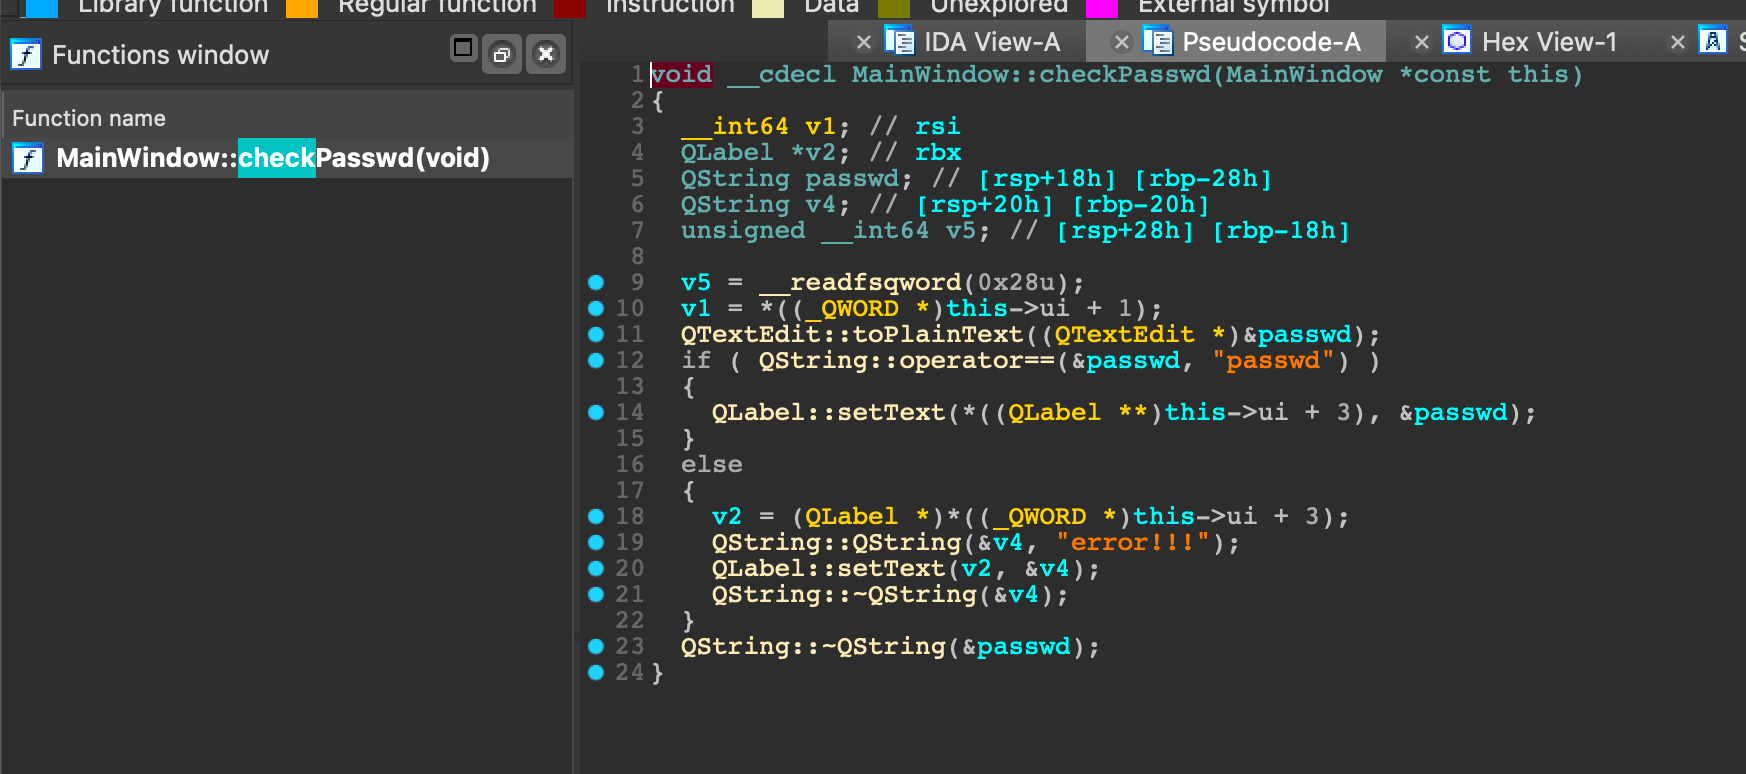 Library function Regular function Instruction Data Unexplored External symbol
Functions window
IDA View-A Pseudocode-A Hex View-1
Function name
MainWindow::checkPasswd(void)
1 void __cdecl MainWindow::checkPasswd(MainWindow *const this)
2 {
3 __int64 v1; // rsi
4 QLabel *v2; // rbx
5 QString passwd; // [rsp+18h] [rbp-28h]
6 QString v4; // [rsp+20h] [rbp-20h]
7 unsigned __int64 v5; // [rsp+28h] [rbp-18h]
8
9 v5 = __readfsqword(0x28u);
10 v1 = *((_QWORD *)this->ui + 1);
11 QTextEdit::toPlainText((QTextEdit *)&passwd);
12 if ( QString::operator==(&passwd, "passwd") )
13 {
14 QLabel::setText(*((QLabel **)this->ui + 3), &passwd);
15 }
16 else
17 {
18 v2 = (QLabel *)*((_QWORD *)this->ui + 3);
19 QString::QString(&v4, "error!!!");
20 QLabel::setText(v2, &v4);
21 QString::~QString(&v4);
22 }
23 QString::~QString(&passwd);
24 }